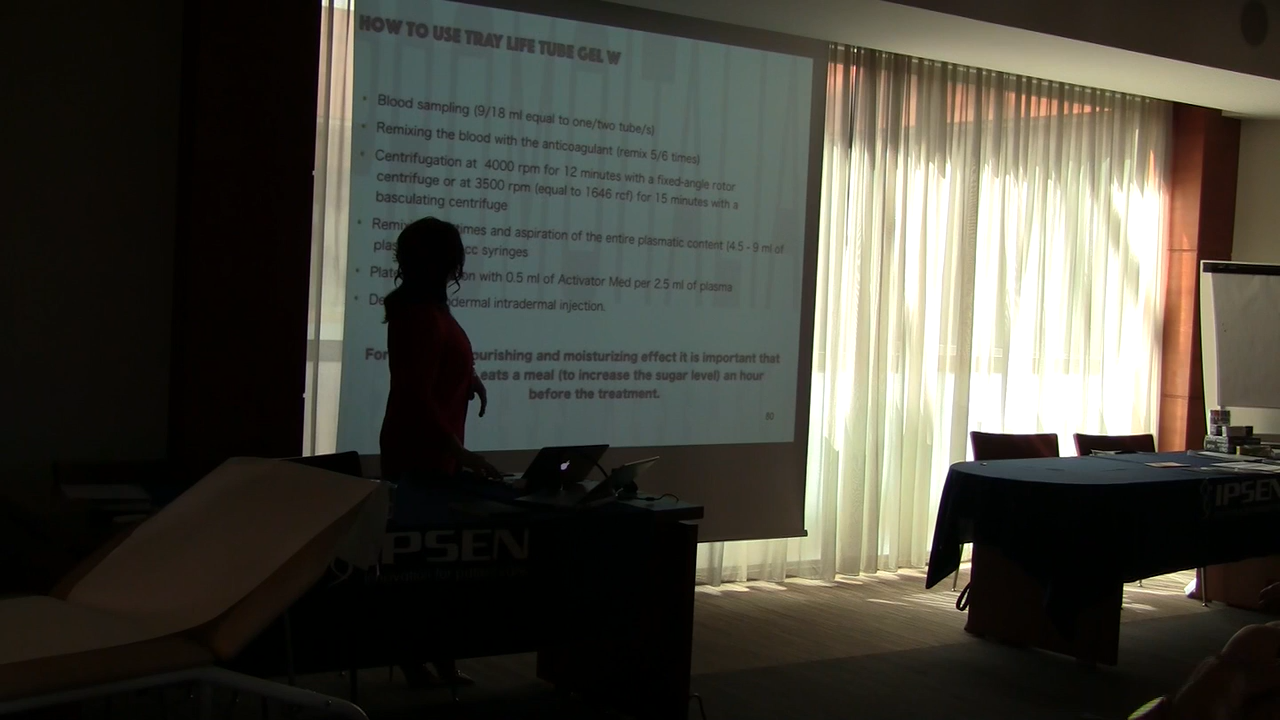 HOW TO USE TRAY LIFE TUBE GEL W
• Blood sampling (9/18 ml equal to one/two tube/s)
• Remixing the blood with the anticoagulant (remix 5/6 times)
• Centrifugation at 4000 rpm for 12 minutes with a fixed-angle rotor
centrifuge or at 3500 rpm (equal to 1646 rcf) for 15 minutes with a
basculating centrifuge
• and aspiration of the entire plasmatic content (4.5 - 9 ml of
cc syringes
• with 0.5 ml of Activator Med per 2.5 ml of plasma
• intradermal injection.
For and moisturizing effect it is important that
eats a meal (to increase the sugar level) an hour
before the treatment.
80
IPSEN
IPSEN